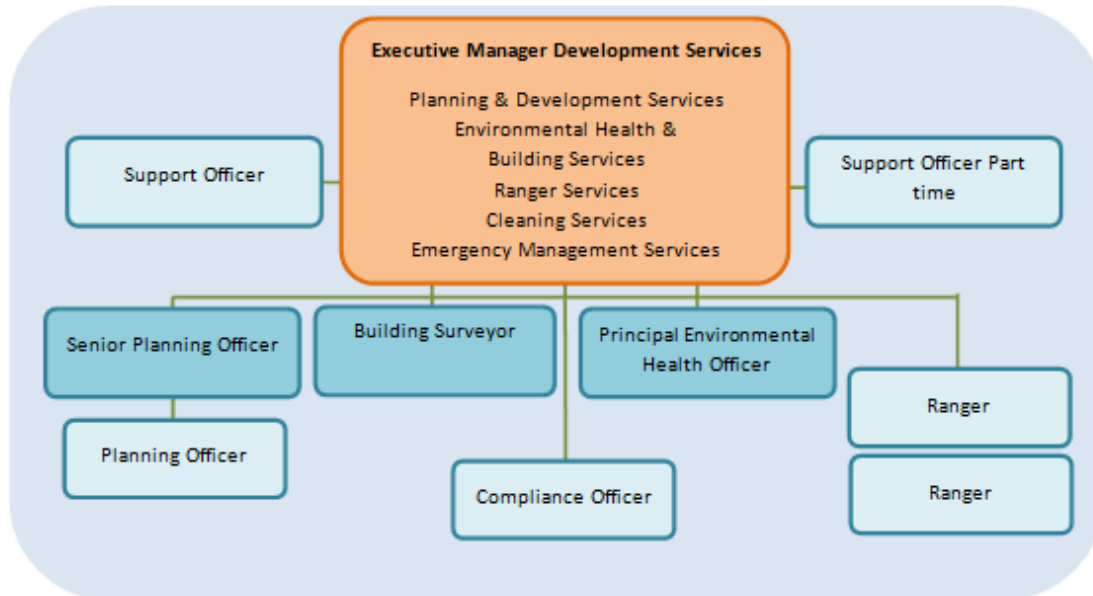 Executive Manager Development Services
Planning & Development Services
Environmental Health &
Building Services
Ranger Services
Cleaning Services
Emergency Management Services
Support Officer
Support Officer Part
time
Senior Planning Officer
Building Surveyor
Principal Environmental
Health Officer
Ranger
Planning Officer
Compliance Officer
Ranger